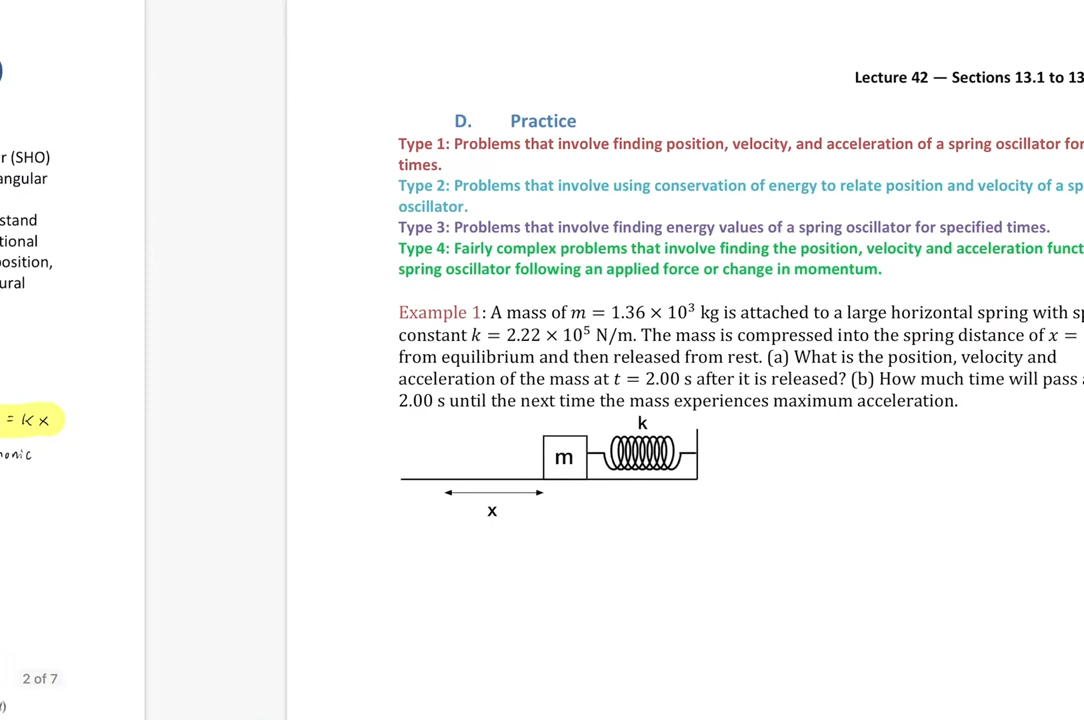 r (SHO)
angular
stand
tional
osition,
ural
= kx
onic
2 of 7
Lecture 42 — Sections 13.1 to 13
D. Practice
Type 1: Problems that involve finding position, velocity, and acceleration of a spring oscillator for
times.
Type 2: Problems that involve using conservation of energy to relate position and velocity of a sp
oscillator.
Type 3: Problems that involve finding energy values of a spring oscillator for specified times.
Type 4: Fairly complex problems that involve finding the position, velocity and acceleration funct
spring oscillator following an applied force or change in momentum.
Example 1: A mass of m = 1.36 × 10³ kg is attached to a large horizontal spring with sp
constant k = 2.22 × 10⁵ N/m. The mass is compressed into the spring distance of x =
from equilibrium and then released from rest. (a) What is the position, velocity and
acceleration of the mass at t = 2.00 s after it is released? (b) How much time will pass
2.00 s until the next time the mass experiences maximum acceleration.
k
m
x